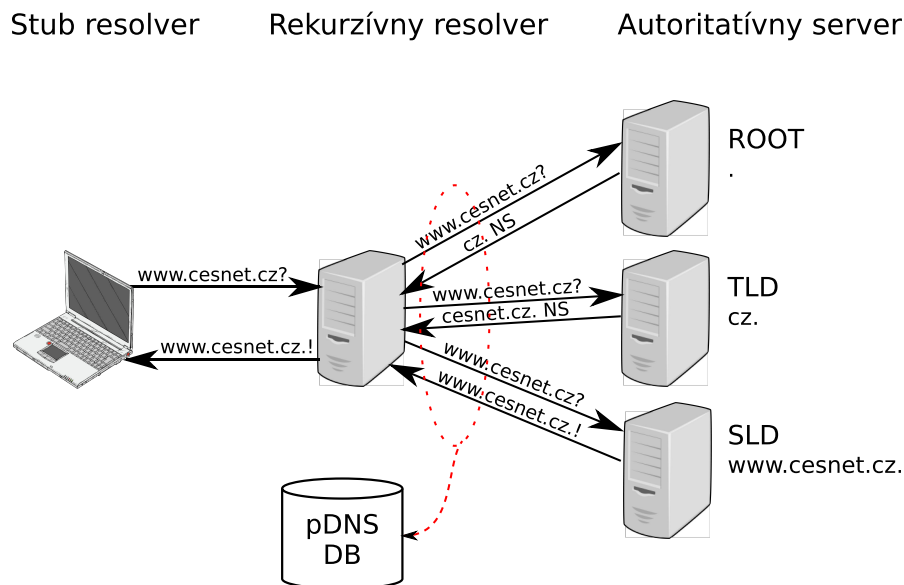 Stub resolver
Rekurzívny resolver
Autoritatívny server
ROOT
.
www.cesnet.cz?
cz. NS
www.cesnet.cz?
www.cesnet.cz.!
www.cesnet.cz?
cesnet.cz. NS
TLD
cz.
www.cesnet.cz?
www.cesnet.cz.!
SLD
www.cesnet.cz.
pDNS
DB